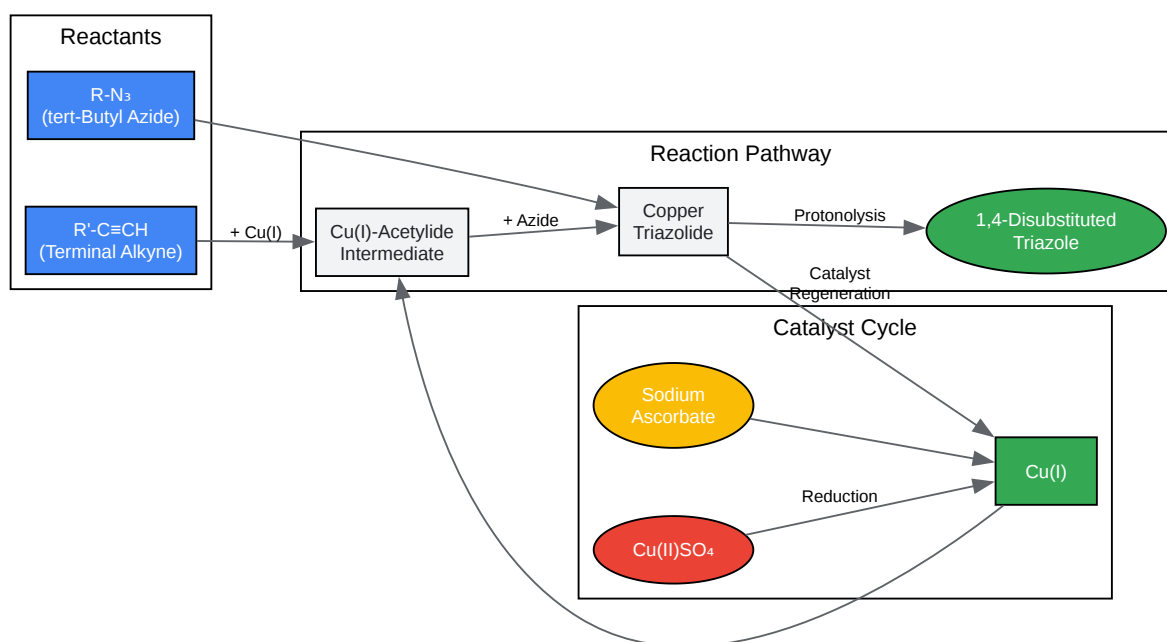 Reactants
R-N₃
(tert-Butyl Azide)
R'-C≡CH
(Terminal Alkyne)
+ Cu(I)
Reaction Pathway
Cu(I)-Acetylide
Intermediate
+ Azide
Copper
Triazolide
Protonolysis
1,4-Disubstituted
Triazole
Catalyst
Regeneration
Catalyst Cycle
Sodium
Ascorbate
Reduction
Cu(II)SO₄
Cu(I)